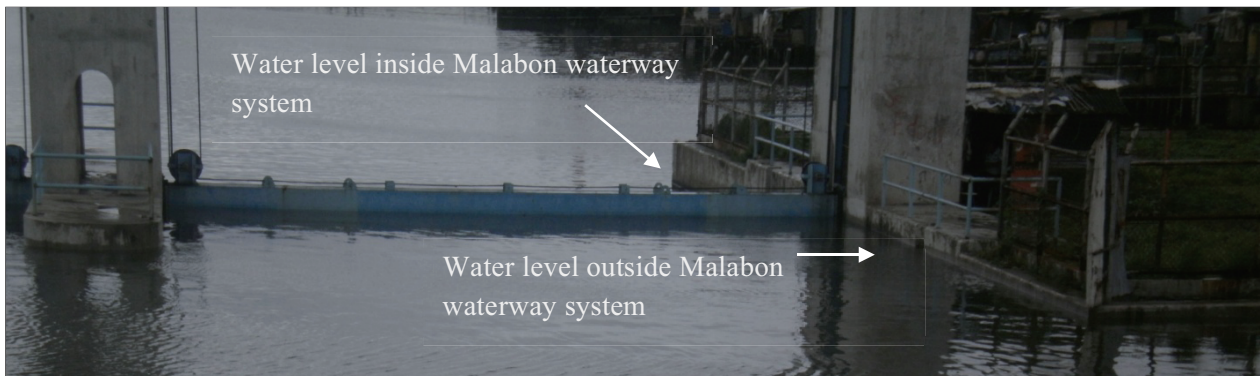 Water level inside Malabon waterway
system
Water level outside Malabon
waterway system